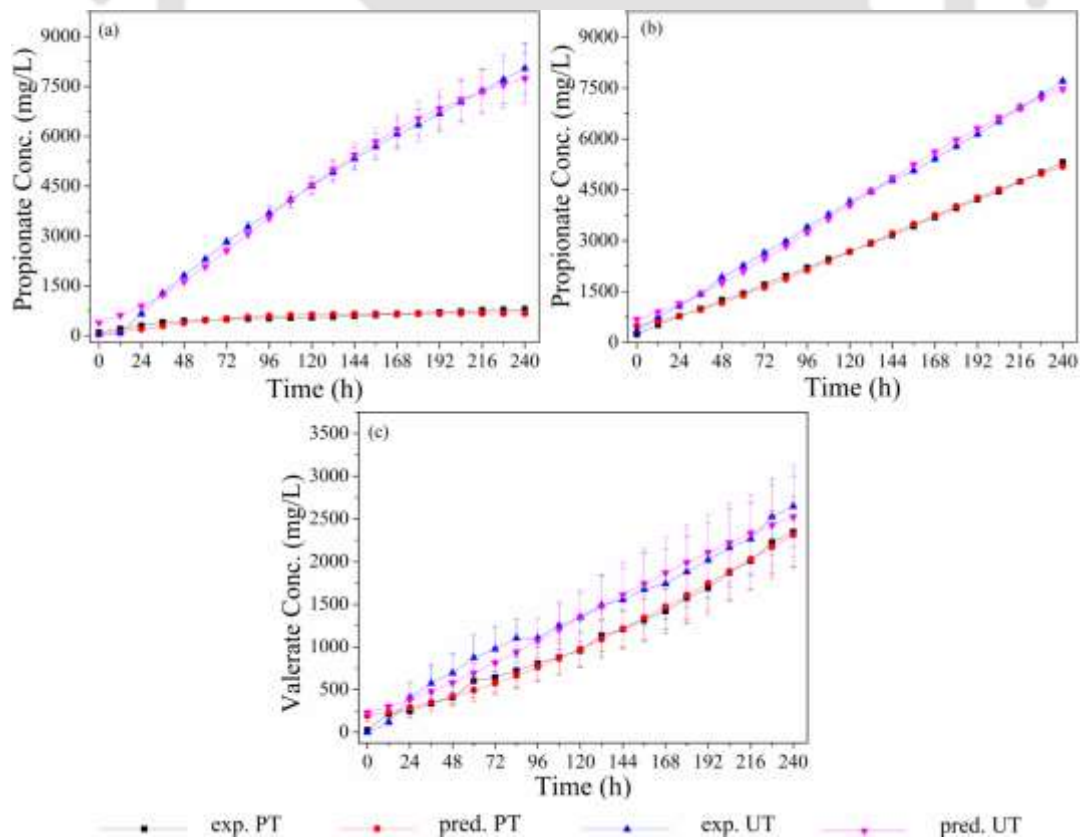 (a)
9000
7500
6000
4500
3000
1500
0
Propionate Conc. (mg/L)
0 24 48 72 96 120 144 168 192 216 240
Time (h)
(b)
9000
7500
6000
4500
3000
1500
0
Propionate Conc. (mg/L)
0 24 48 72 96 120 144 168 192 216 240
Time (h)
(c)
3500
3000
2500
2000
1500
1000
500
0
Valerate Conc. (mg/L)
0 24 48 72 96 120 144 168 192 216 240
Time (h)
exp. PT pred. PT exp. UT pred. UT